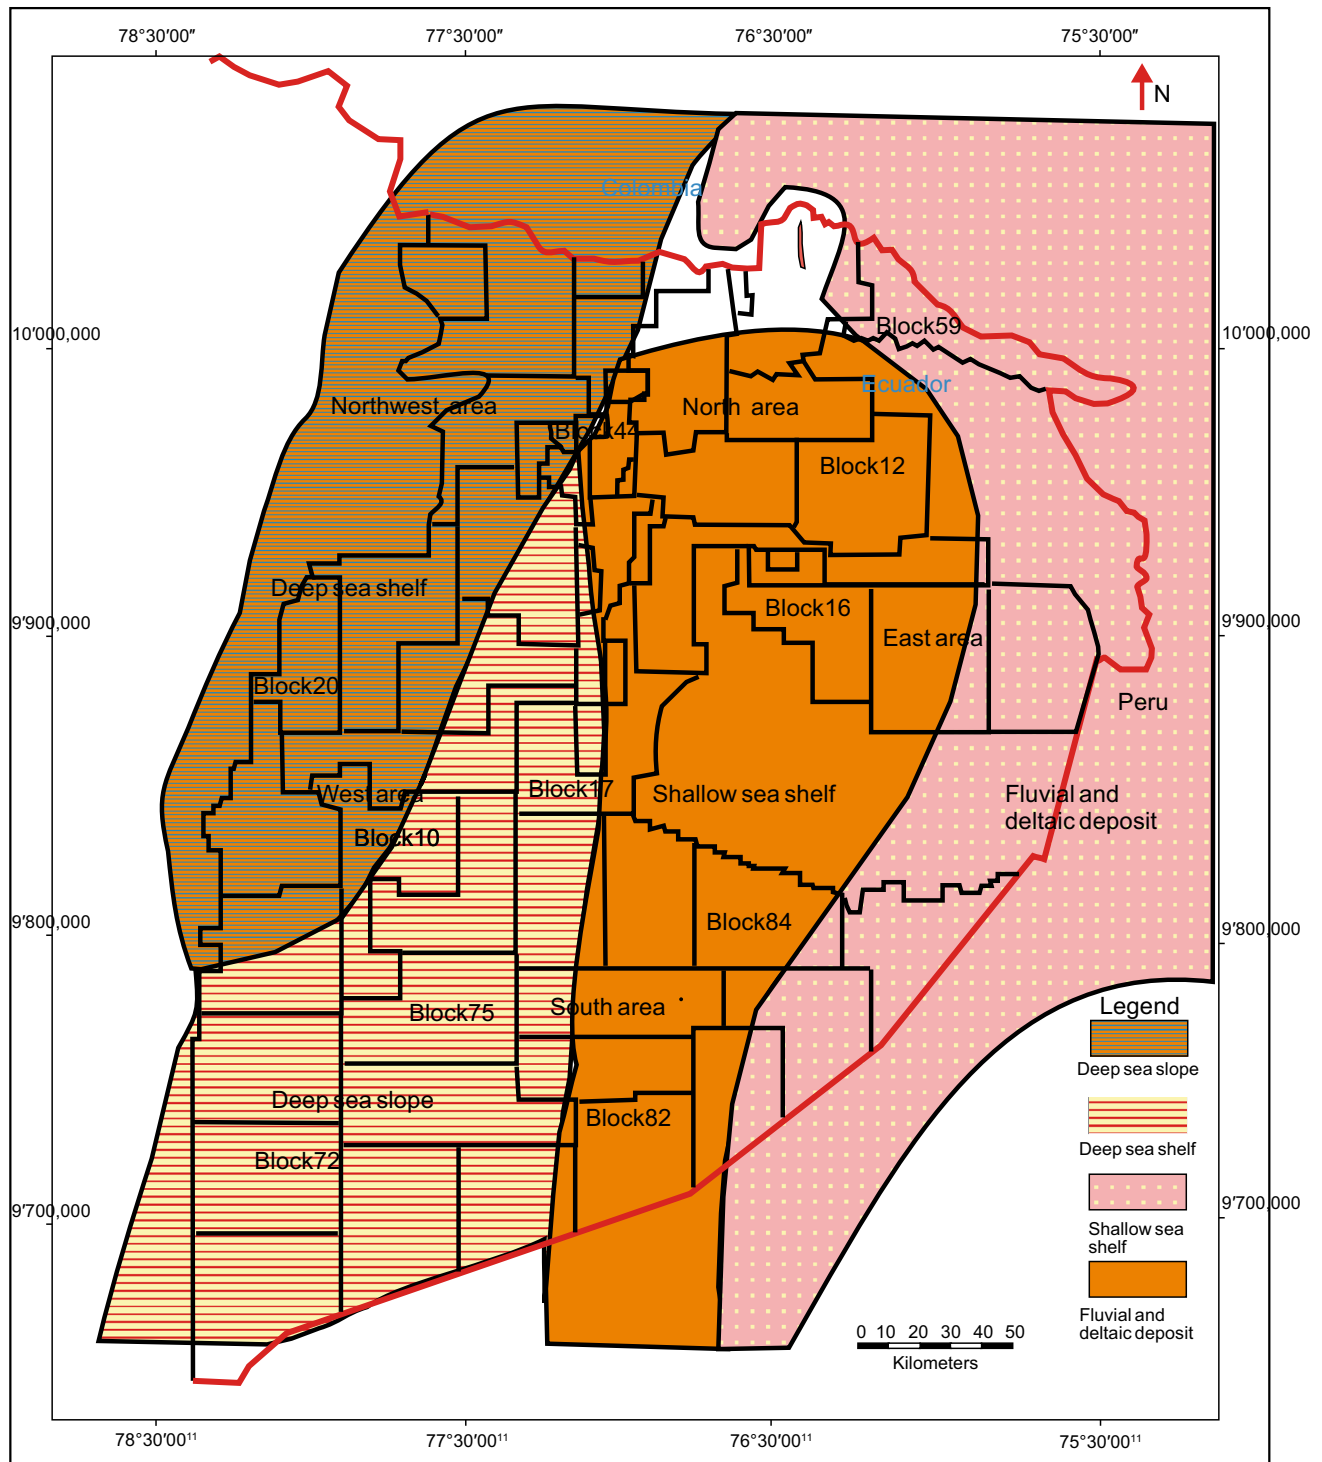 78°30′00″ 77°30′00″ 76°30′00″ 75°30′00″
N
Colombia
Block59
10′000,000 10′000,000
Ecuador
Northwest area
North area
Block44
Block12
Deep sea shelf
Block16
9′900,000 9′900,000
East area
Block20
Peru
Block17
West area
Shallow sea shelf
Fluvial and
deltaic deposit
Block10
Block84
9′800,000 9′800,000
Block75
South area
Legend
Deep sea slope
Deep sea slope
Block82
Deep sea shelf
Block72
9′700,000 9′700,000
Shallow sea
shelf
Fluvial and
deltaic deposit
0 10 20 30 40 50
Kilometers
78°30′00¹¹ 77°30′00¹¹ 76°30′00¹¹ 75°30′00¹¹